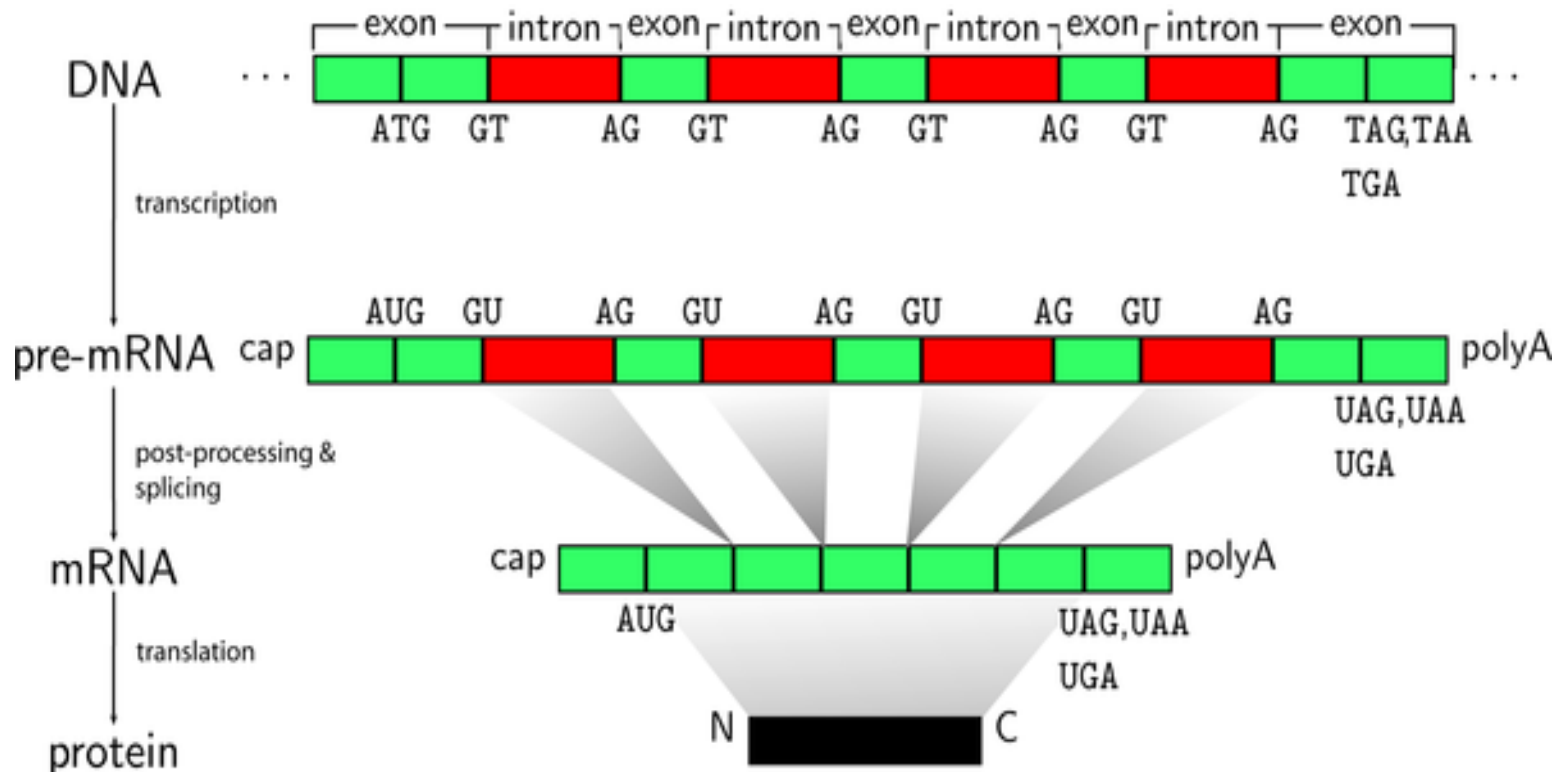 exon intron exon intron exon intron exon intron exon
DNA ... ...
ATG GT AG GT AG GT AG GT AG TAG,TAA
TGA
transcription
AUG GU AG GU AG GU AG GU AG
pre-mRNA cap polyA
UAG,UAA
UGA
post-processing &
splicing
mRNA cap polyA
AUG UAG,UAA
UGA
translation
N C
protein